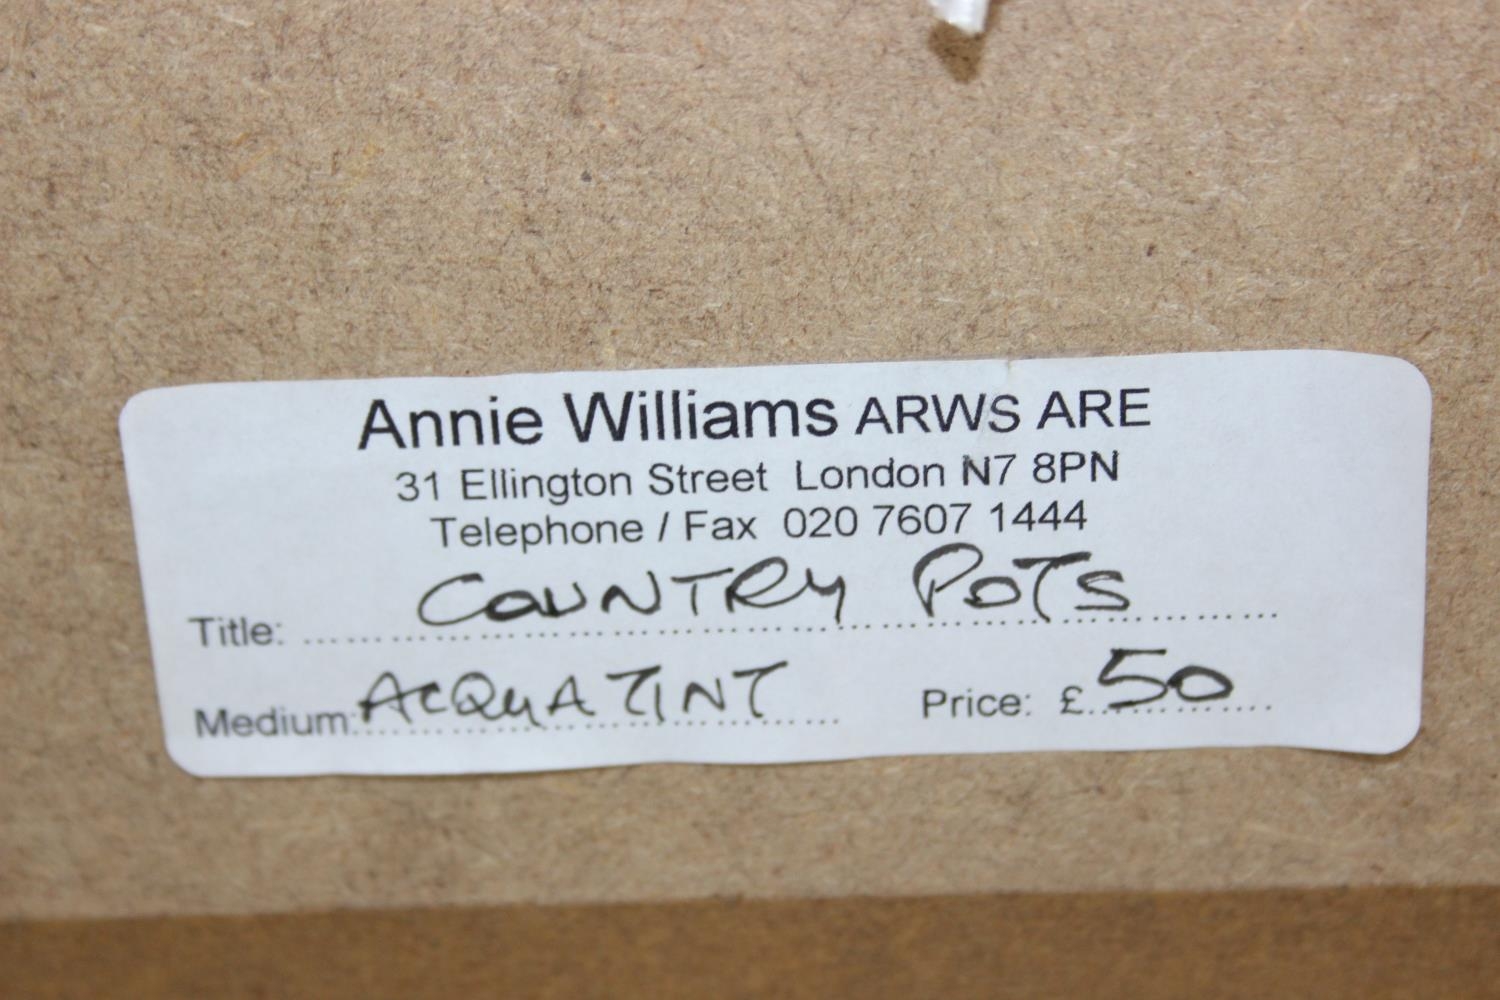 Annie Williams ARWS ARE
31 Ellington Street London N7 8PN
Telephone / Fax 020 7607 1444
Title: COUNTRY POTS
Medium: ACQUATINT Price: £ 50